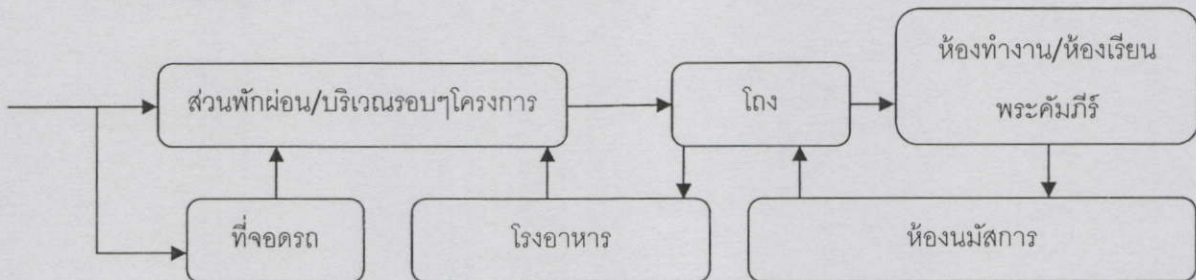 ห้องทำงาน/ห้องเรียน
พระคัมภีร์
ส่วนพักผ่อน/บริเวณรอบๆโครงการ
โถง
ที่จอดรถ
โรงอาหาร
ห้องนมัสการ